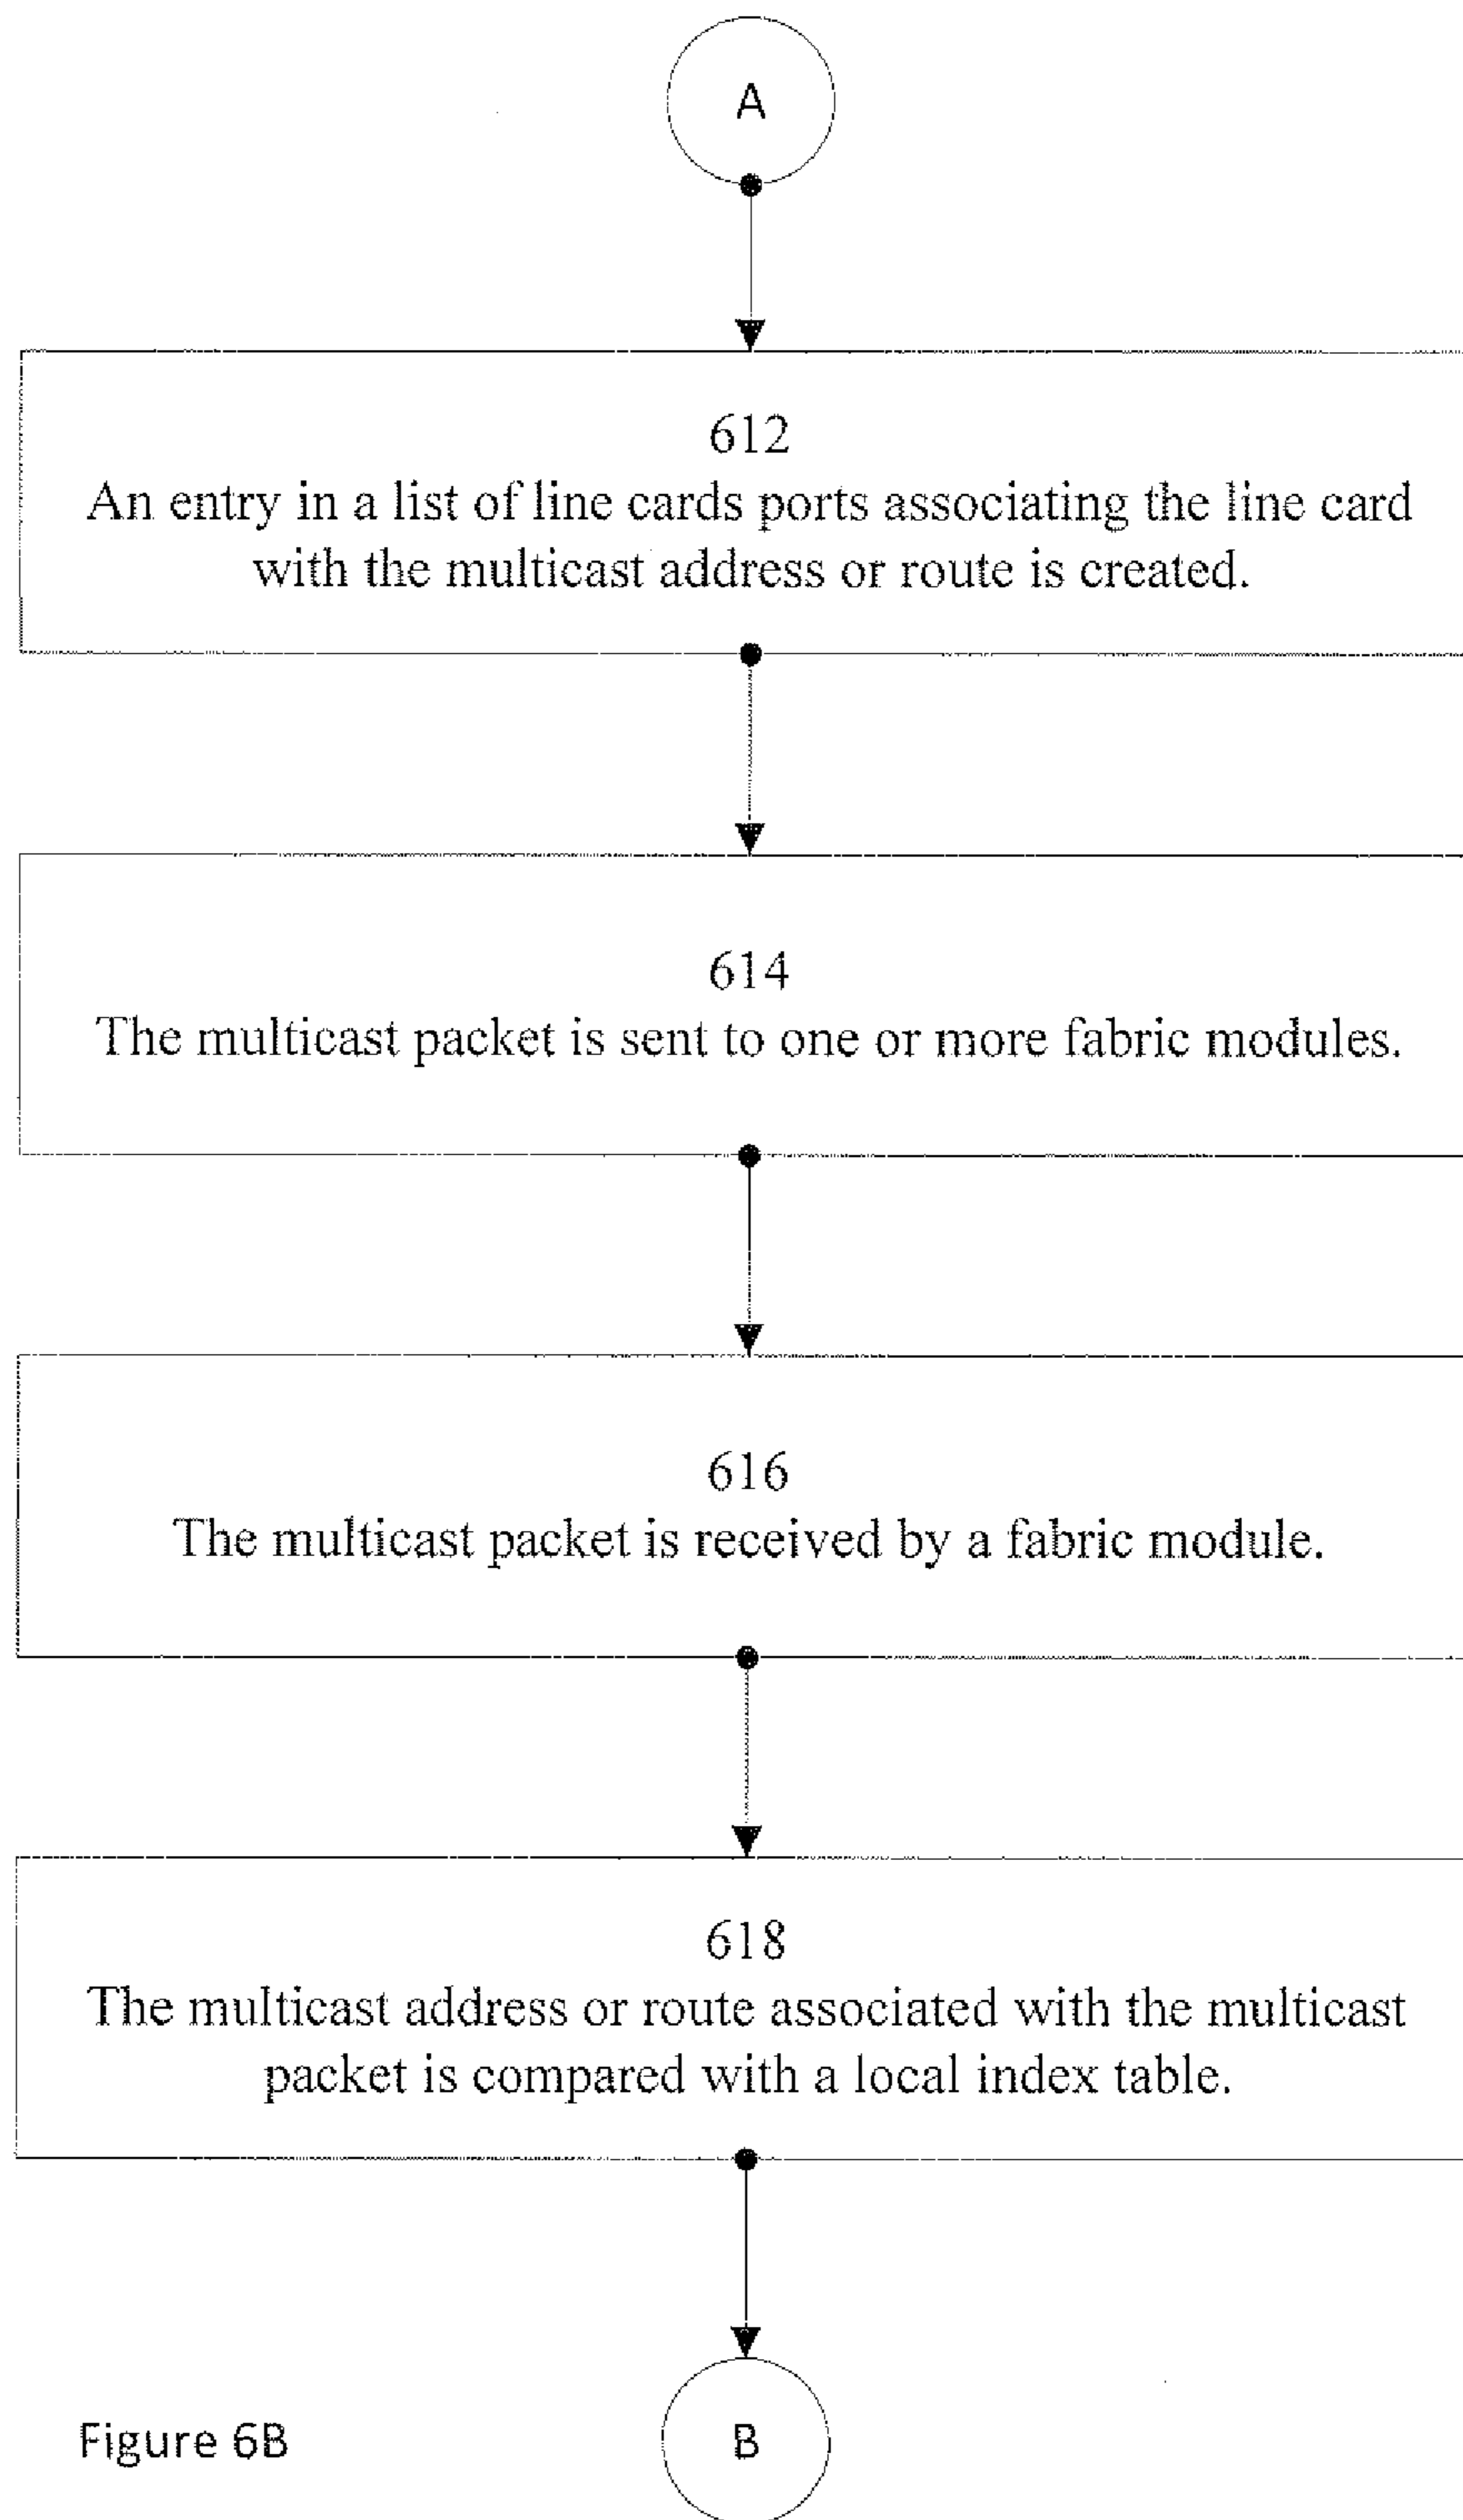 A
612
An entry in a list of line cards ports associating the line card
with the multicast address or route is created.
614
The multicast packet is sent to one or more fabric modules.
616
The multicast packet is received by a fabric module.
618
The multicast address or route associated with the multicast
packet is compared with a local index table.
Figure 6B
B